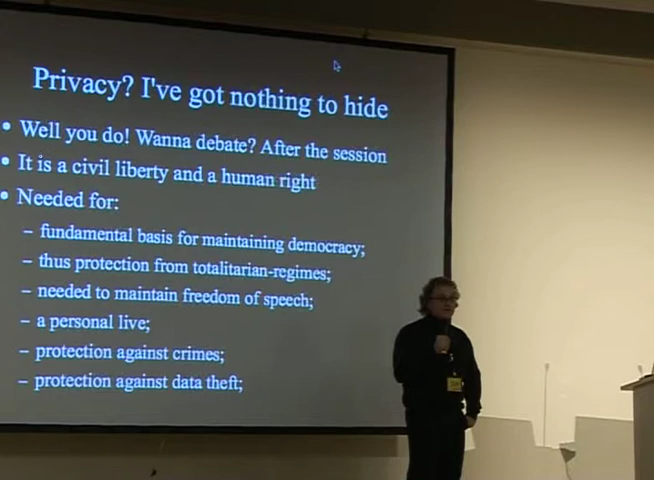 Privacy? I've got nothing to hide
• Well you do! Wanna debate? After the session
• It is a civil liberty and a human right
• Needed for:
– fundamental basis for maintaining democracy;
– thus protection from totalitarian-regimes;
– needed to maintain freedom of speech;
– a personal live;
– protection against crimes;
– protection against data theft;